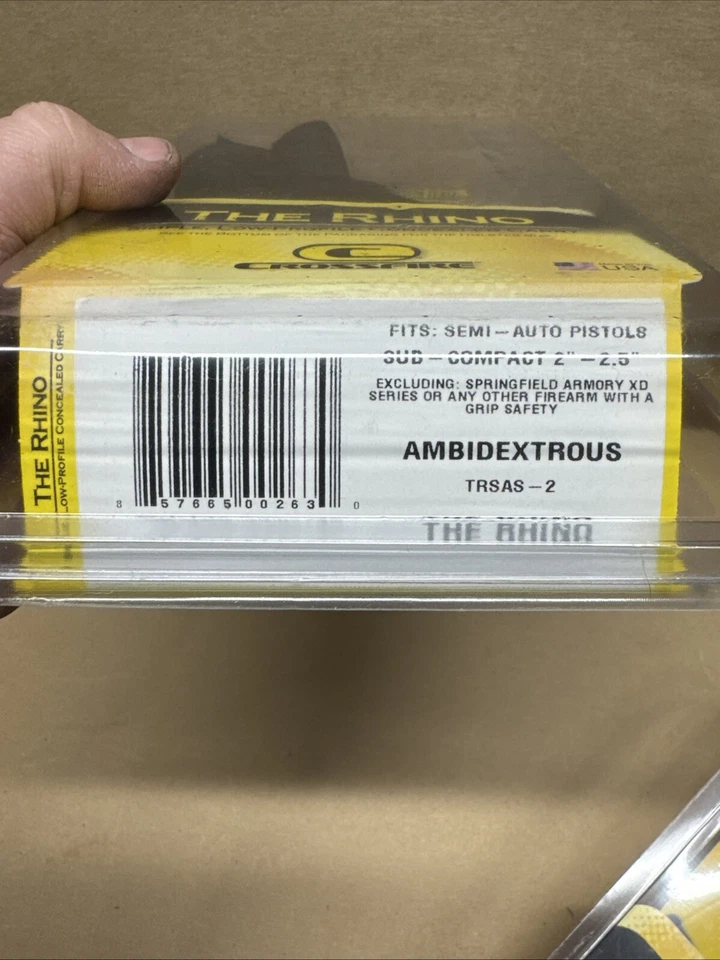 THE RHINO
CROSSFIRE
USA
THE RHINO
LOW-PROFILE CONCEALED CARRY
FITS: SEMI-AUTO PISTOLS
SUB-COMPACT 2"-2.5"
EXCLUDING: SPRINGFIELD ARMORY XD
SERIES OR ANY OTHER FIREARM WITH A
GRIP SAFETY
AMBIDEXTROUS
TRSAS-2
THE RHINO
8 57665 00263 0